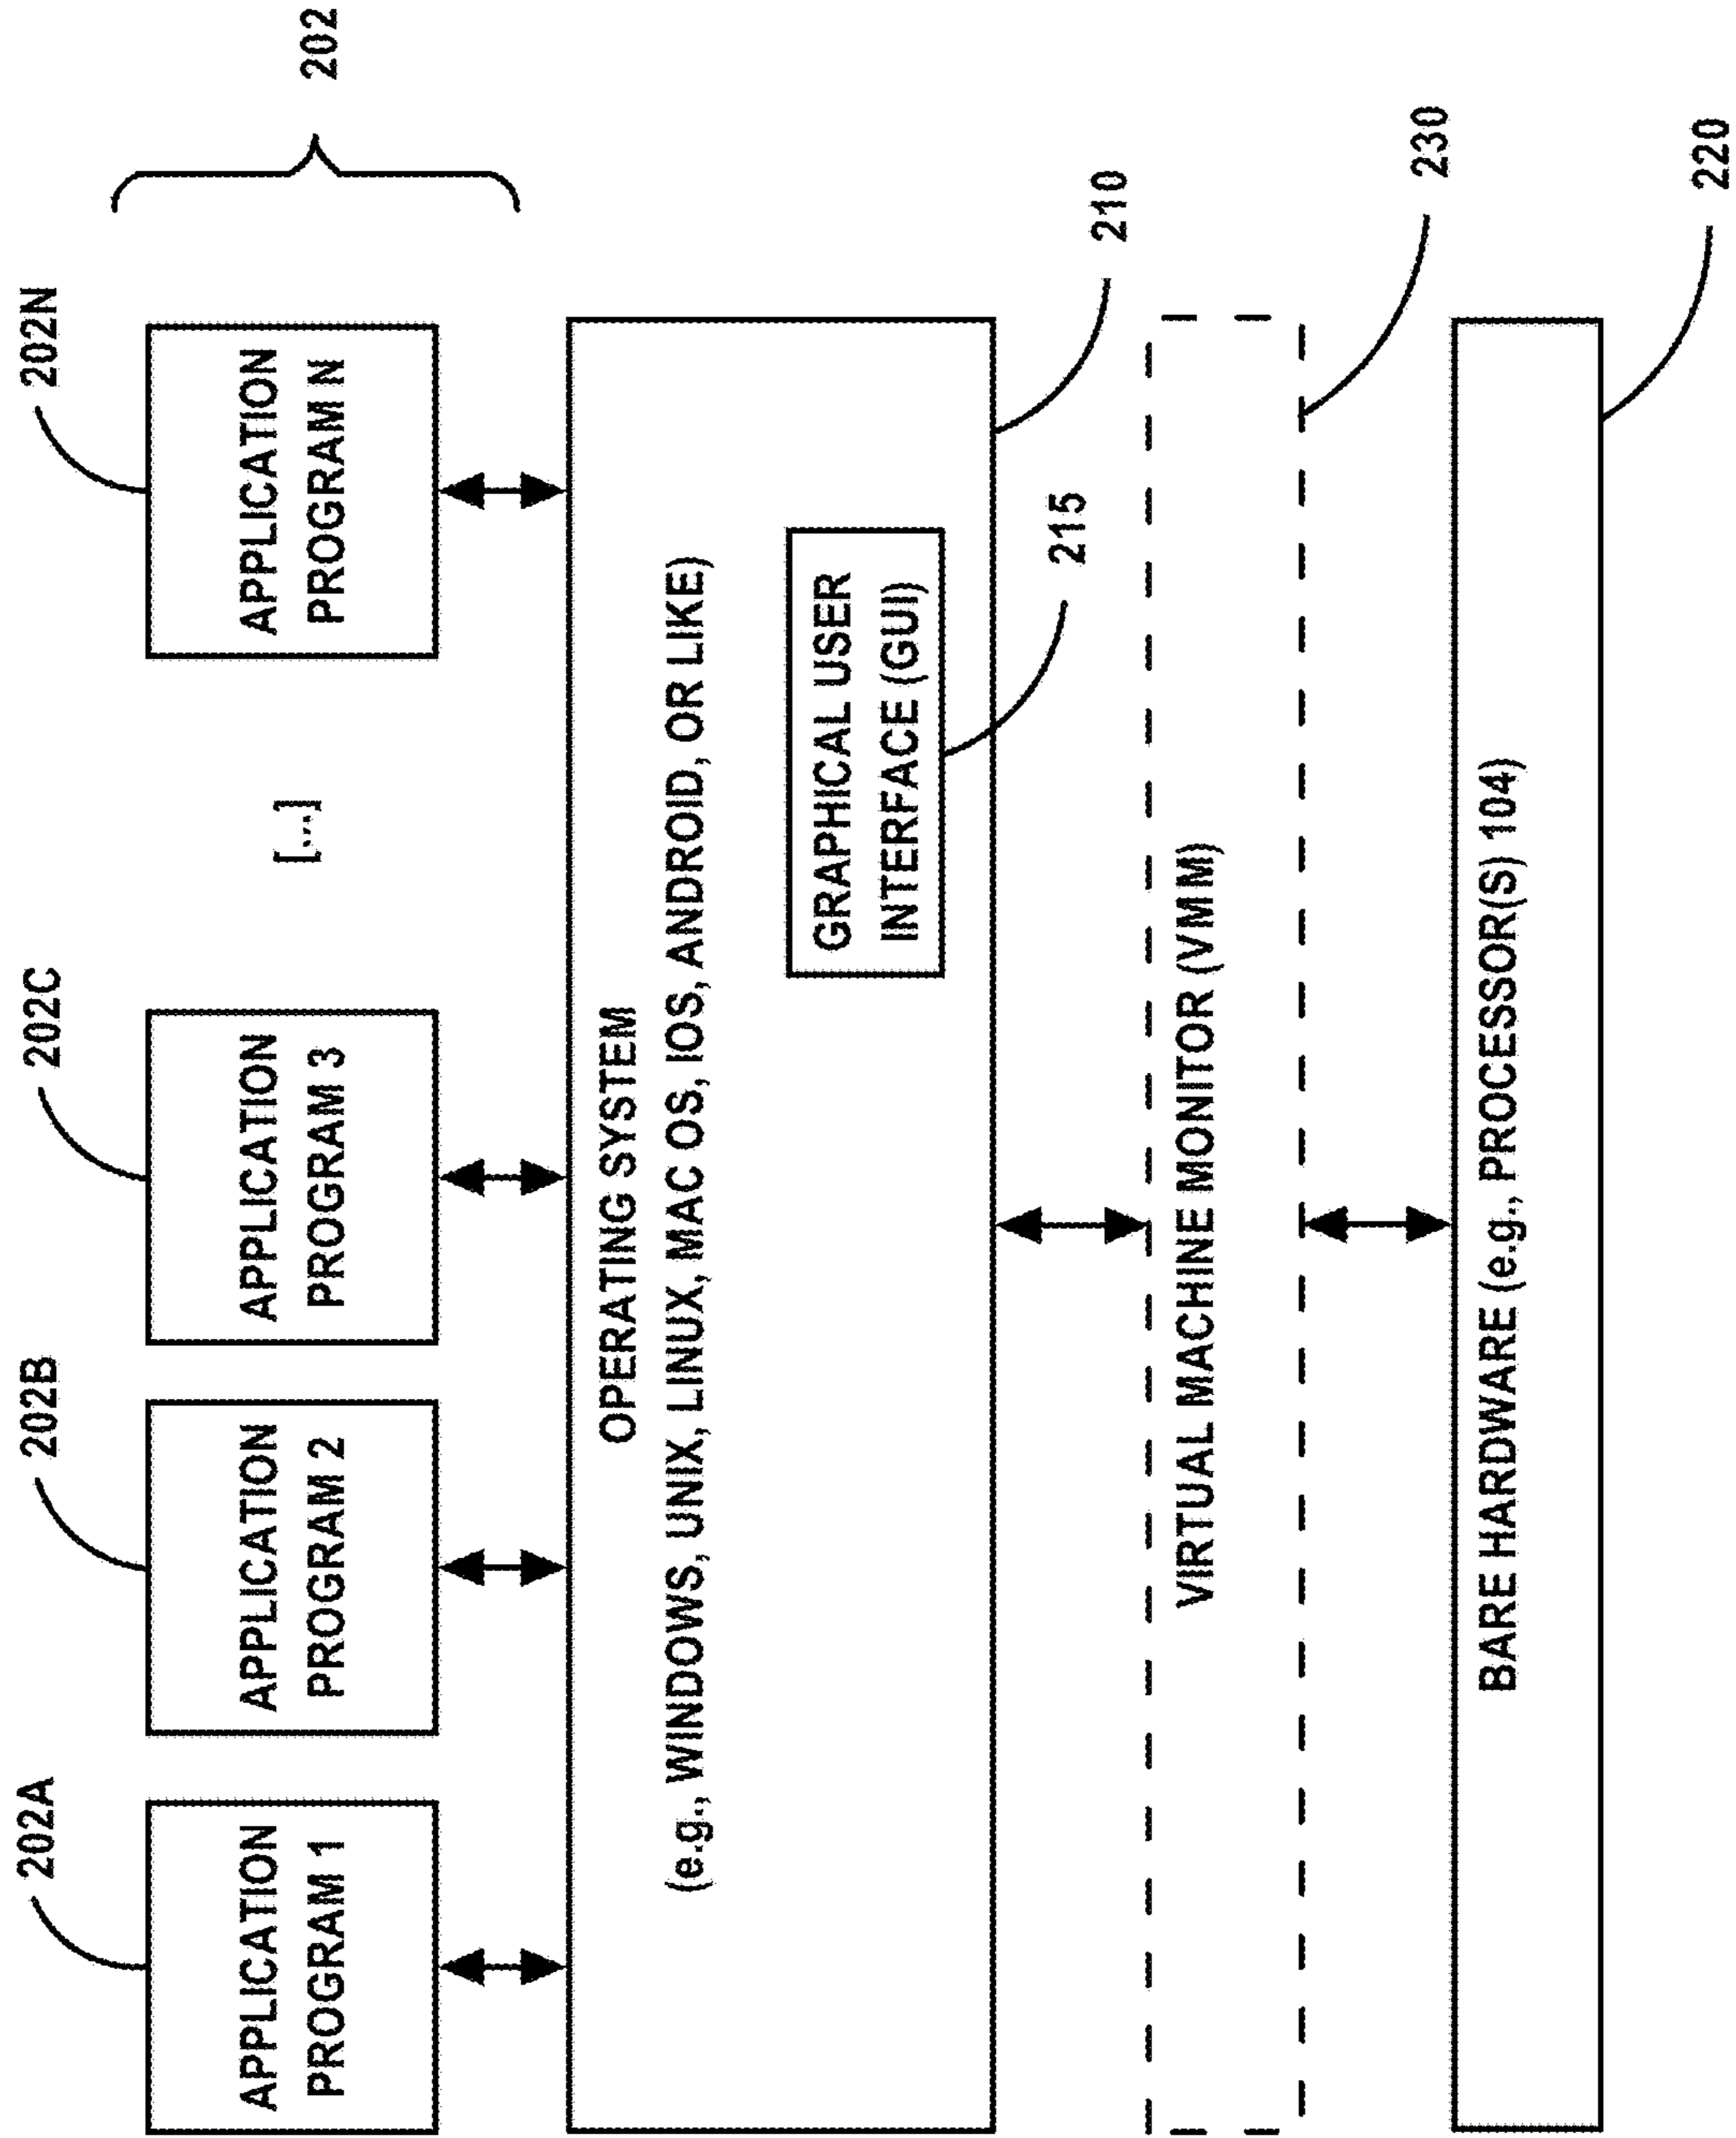 202A
202B
202C
202N
202
APPLICATION
PROGRAM 1
APPLICATION
PROGRAM 2
APPLICATION
PROGRAM 3
[...]
APPLICATION
PROGRAM N
OPERATING SYSTEM
(e.g., WINDOWS, UNIX, LINUX, MAC OS, IOS, ANDROID, OR LIKE)
GRAPHICAL USER
INTERFACE (GUI)
215
210
VIRTUAL MACHINE MONITOR (VMM)
230
BARE HARDWARE (e.g., PROCESSOR(S) 104)
220